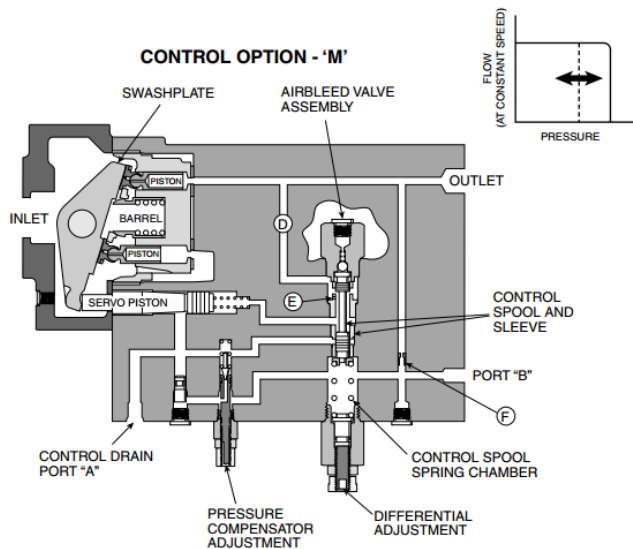 CONTROL OPTION - ‘M’
FLOW
(AT CONSTANT SPEED)
PRESSURE
SWASHPLATE
AIRBLEED VALVE
ASSEMBLY
PISTON
OUTLET
INLET
BARREL
D
PISTON
SERVO PISTON
E
CONTROL
SPOOL AND
SLEEVE
PORT “B”
F
CONTROL DRAIN
PORT “A”
CONTROL SPOOL
SPRING CHAMBER
PRESSURE
COMPENSATOR
ADJUSTMENT
DIFFERENTIAL
ADJUSTMENT